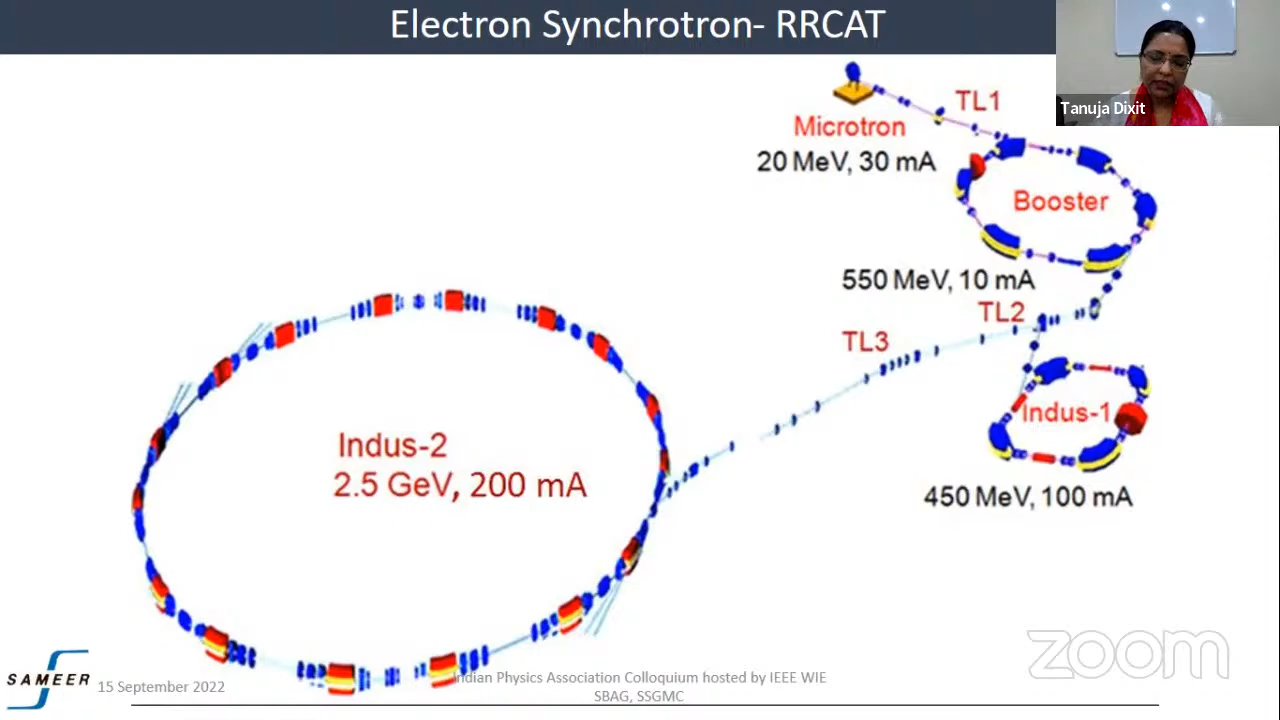 Electron Synchrotron- RRCAT
Tanuja Dixit
TL1
Microtron
20 MeV, 30 mA
Booster
550 MeV, 10 mA
TL2
TL3
Indus-1
450 MeV, 100 mA
Indus-2
2.5 GeV, 200 mA
zoom
SAMEER
15 September 2022
Indian Physics Association Colloquium hosted by IEEE WIE
SBAG, SSGMC